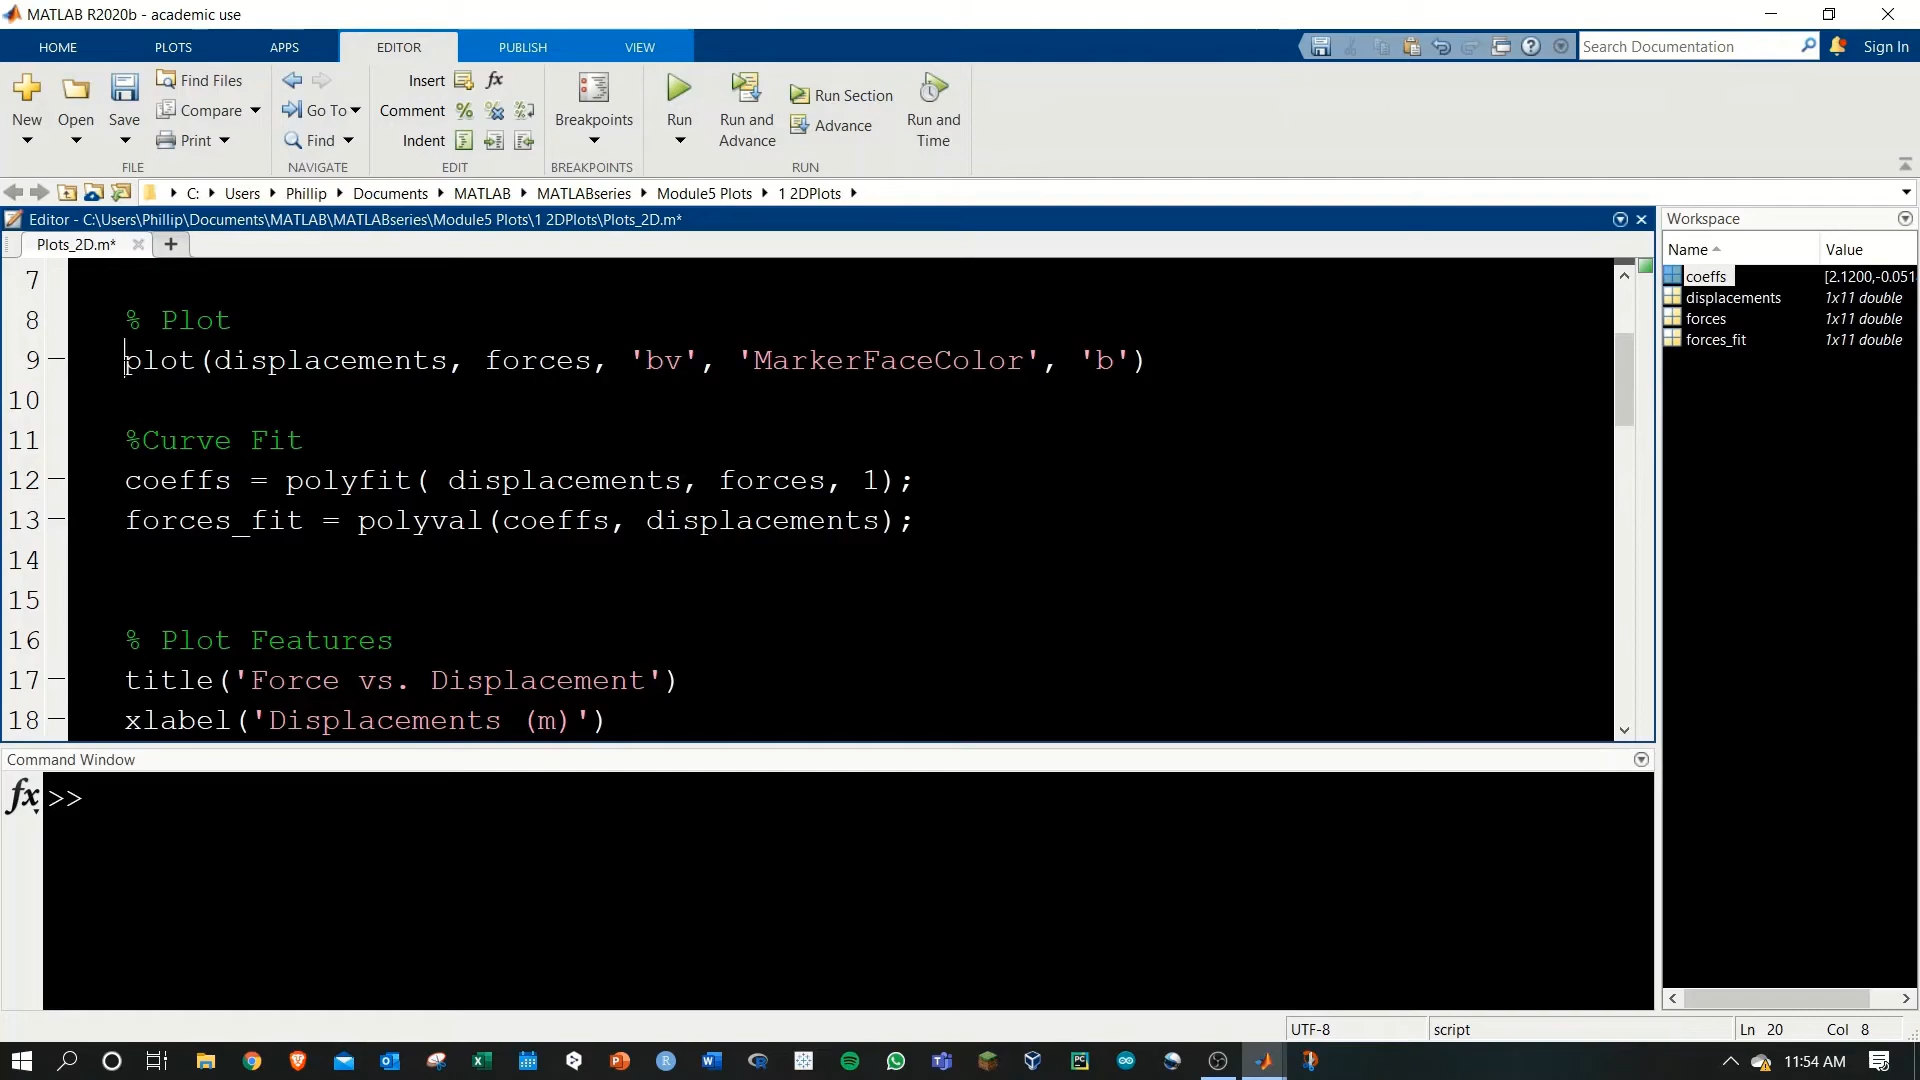 MATLAB R2020b - academic use
HOME PLOTS APPS EDITOR PUBLISH VIEW Search Documentation Sign In
New Open Save Find Files Compare Print
Go To Find
Insert fx
Comment
Indent
Breakpoints
Run Run and Advance Run Section Advance Run and Time
FILE NAVIGATE EDIT BREAKPOINTS RUN
C: Users Phillip Documents MATLAB MATLABseries Module5 Plots 1 2DPlots
Editor - C:\Users\Phillip\Documents\MATLAB\MATLABseries\Module5 Plots\1 2DPlots\Plots_2D.m*
Plots_2D.m*
7
8 % Plot
9 plot(displacements, forces, 'bv', 'MarkerFaceColor', 'b')
10
11 %Curve Fit
12 coeffs = polyfit( displacements, forces, 1);
13 forces_fit = polyval(coeffs, displacements);
14
15
16 % Plot Features
17 title('Force vs. Displacement')
18 xlabel('Displacements (m)')
Workspace
Name Value
coeffs [2.1200,-0.051
displacements 1x11 double
forces 1x11 double
forces_fit 1x11 double
Command Window
fx >>
UTF-8 script Ln 20 Col 8
11:54 AM